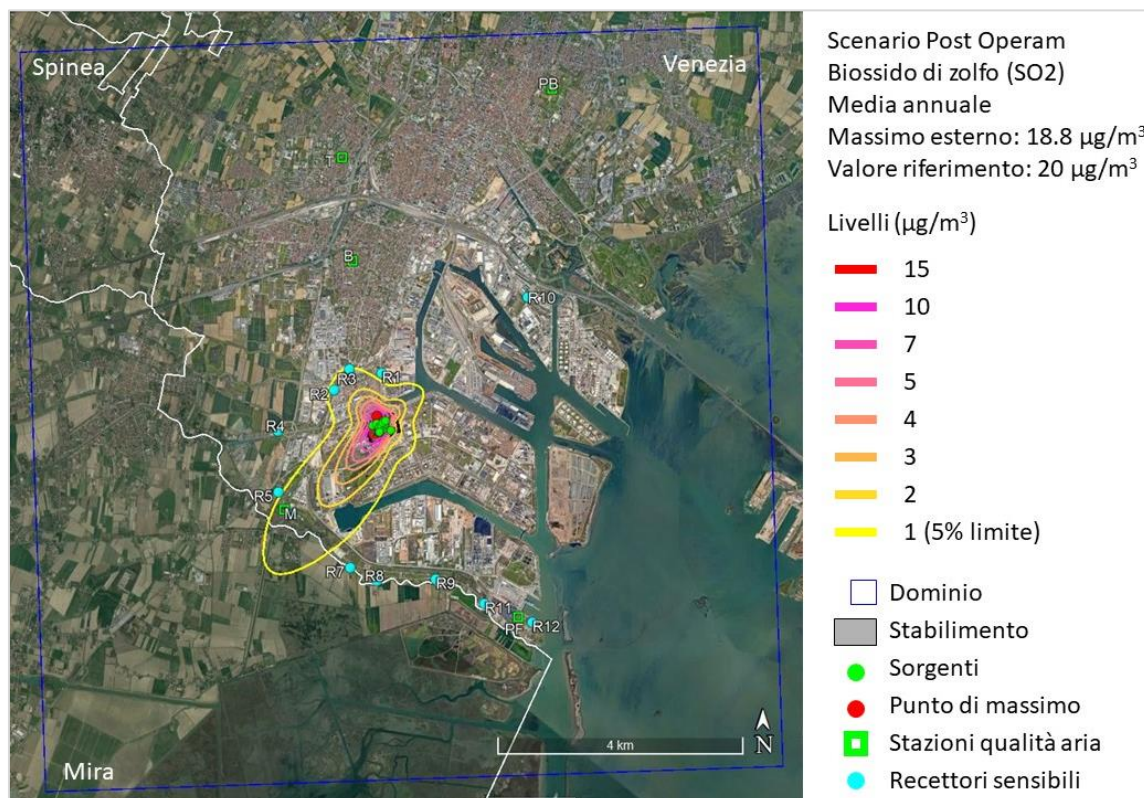 Spinea
Venezia
PB
T
B
R10
R3
R1
R2
R4
R5
M
R7
R8
R9
R11
PF
R12
4 km
N
Mira
Scenario Post Operam
Biossido di zolfo (SO2)
Media annuale
Massimo esterno: 18.8 µg/m³
Valore riferimento: 20 µg/m³
Livelli (µg/m³)
15
10
7
5
4
3
2
1 (5% limite)
Dominio
Stabilimento
Sorgenti
Punto di massimo
Stazioni qualità aria
Recettori sensibili